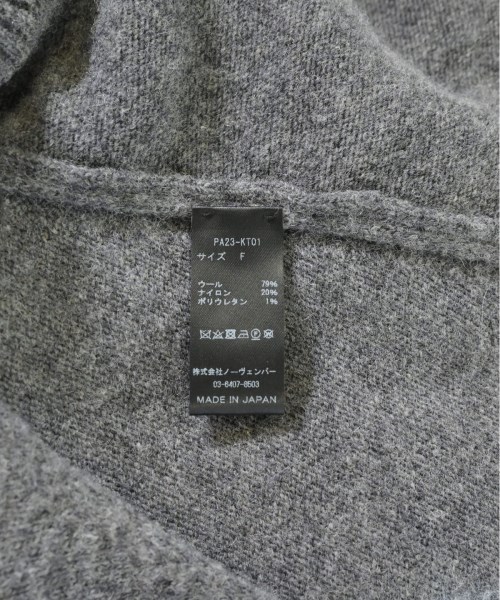 PA23-KT01
サイズ F
ウール 79%
ナイロン 20%
ポリウレタン 1%
株式会社ノーヴェンバー
03-6407-8503
MADE IN JAPAN